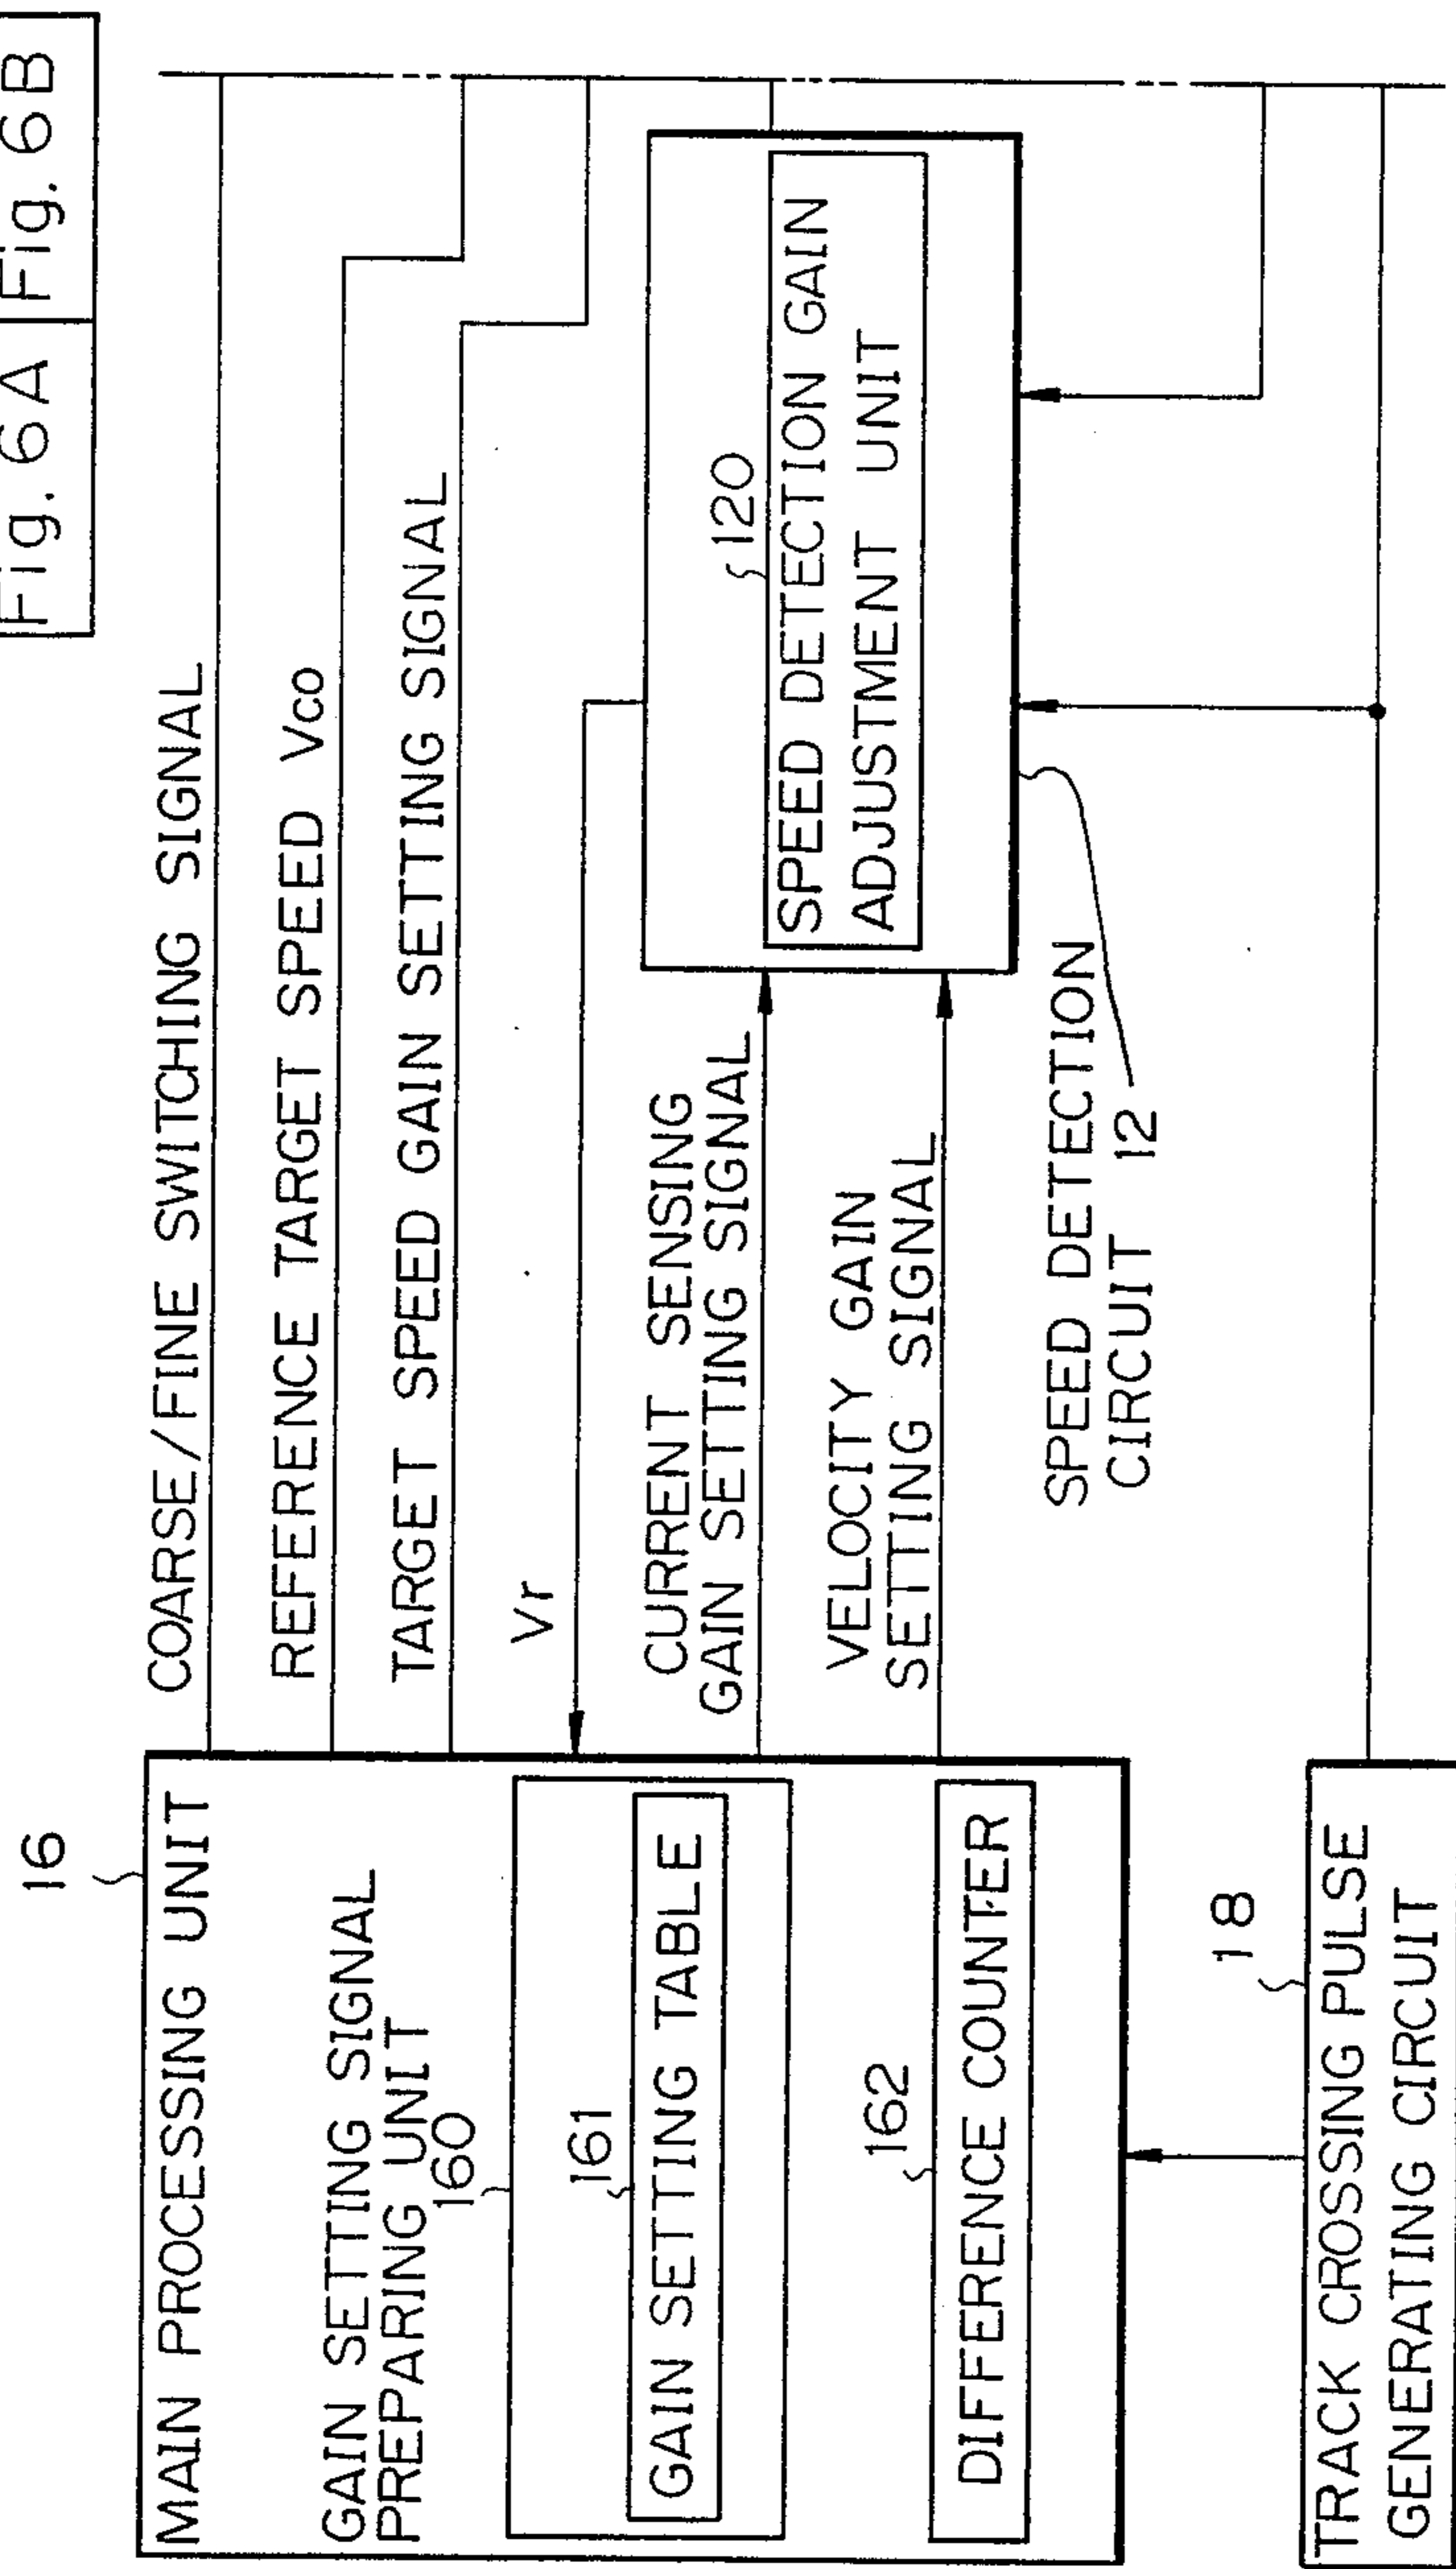 Fig. 6A Fig. 6B
16
MAIN PROCESSING UNIT
GAIN SETTING SIGNAL
PREPARING UNIT
160
161
GAIN SETTING TABLE
162
DIFFERENCE COUNTER
18
TRACK CROSSING PULSE
GENERATING CIRCUIT
COARSE/FINE SWITCHING SIGNAL
REFERENCE TARGET SPEED Vco
TARGET SPEED GAIN SETTING SIGNAL
Vr
CURRENT SENSING
GAIN SETTING SIGNAL
VELOCITY GAIN
SETTING SIGNAL
120
SPEED DETECTION GAIN
ADJUSTMENT UNIT
SPEED DETECTION
CIRCUIT 12